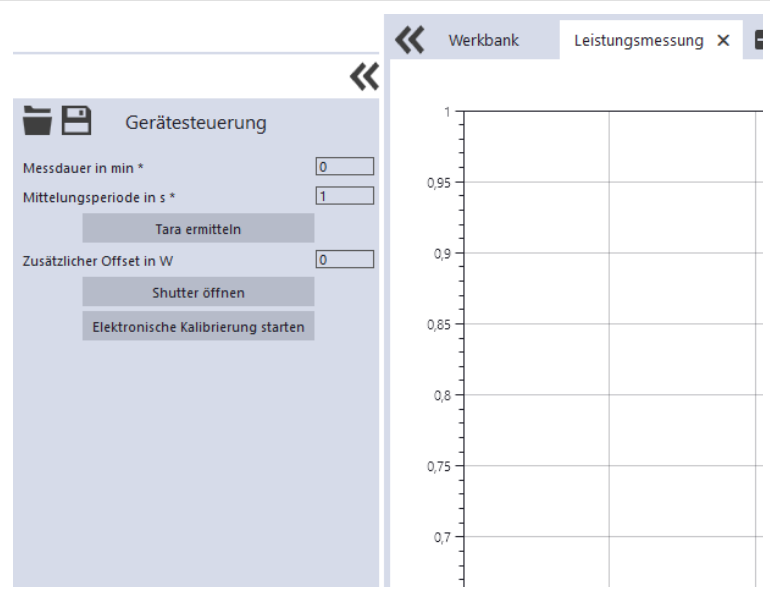 Werkbank
Leistungsmessung
Gerätesteuerung
Messdauer in min *
0
Mittelungsperiode in s *
1
Tara ermitteln
Zusätzlicher Offset in W
0
Shutter öffnen
Elektronische Kalibrierung starten
1
0,95
0,9
0,85
0,8
0,75
0,7